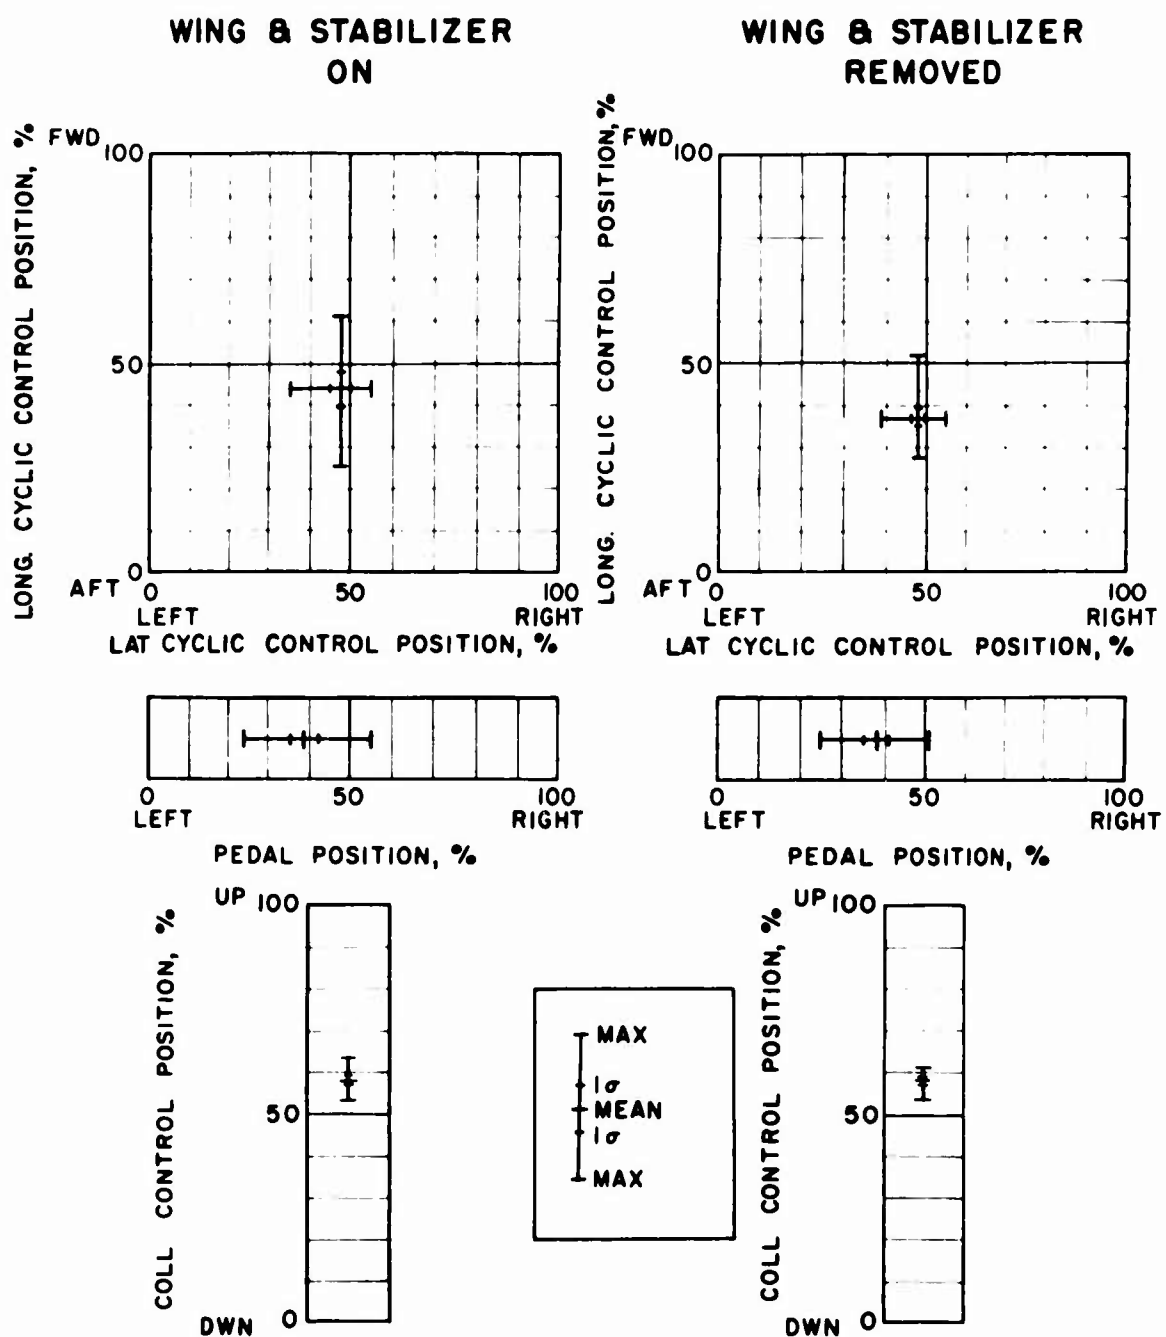 WING & STABILIZER
ON
LONG. CYCLIC CONTROL POSITION, %
FWD
100
50
0
AFT
0 50 100
LEFT RIGHT
LAT CYCLIC CONTROL POSITION, %
0 50 100
LEFT RIGHT
PEDAL POSITION, %
COLL CONTROL POSITION, %
UP 100
50
DWN 0
WING & STABILIZER
REMOVED
LONG. CYCLIC CONTROL POSITION, %
FWD
100
50
0
AFT
0 50 100
LEFT RIGHT
LAT CYCLIC CONTROL POSITION, %
0 50 100
LEFT RIGHT
PEDAL POSITION, %
COLL CONTROL POSITION, %
UP 100
50
DWN 0
MAX
1σ
MEAN
1σ
MAX